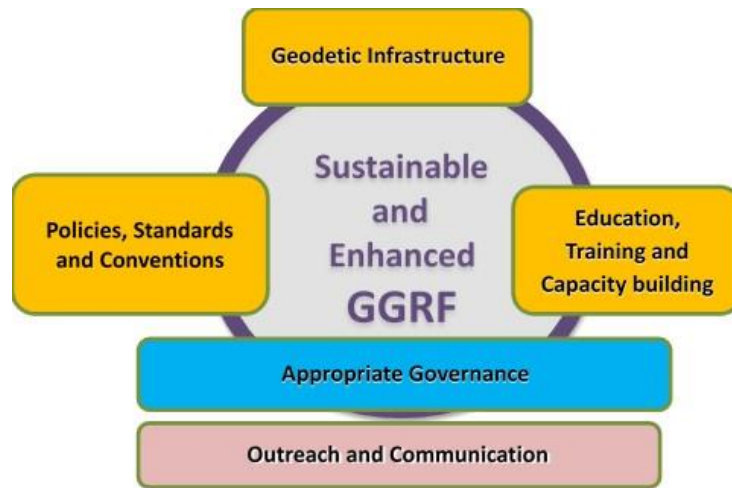 Geodetic Infrastructure
Sustainable
and
Enhanced
GGRF
Policies, Standards
and Conventions
Education,
Training and
Capacity building
Appropriate Governance
Outreach and Communication